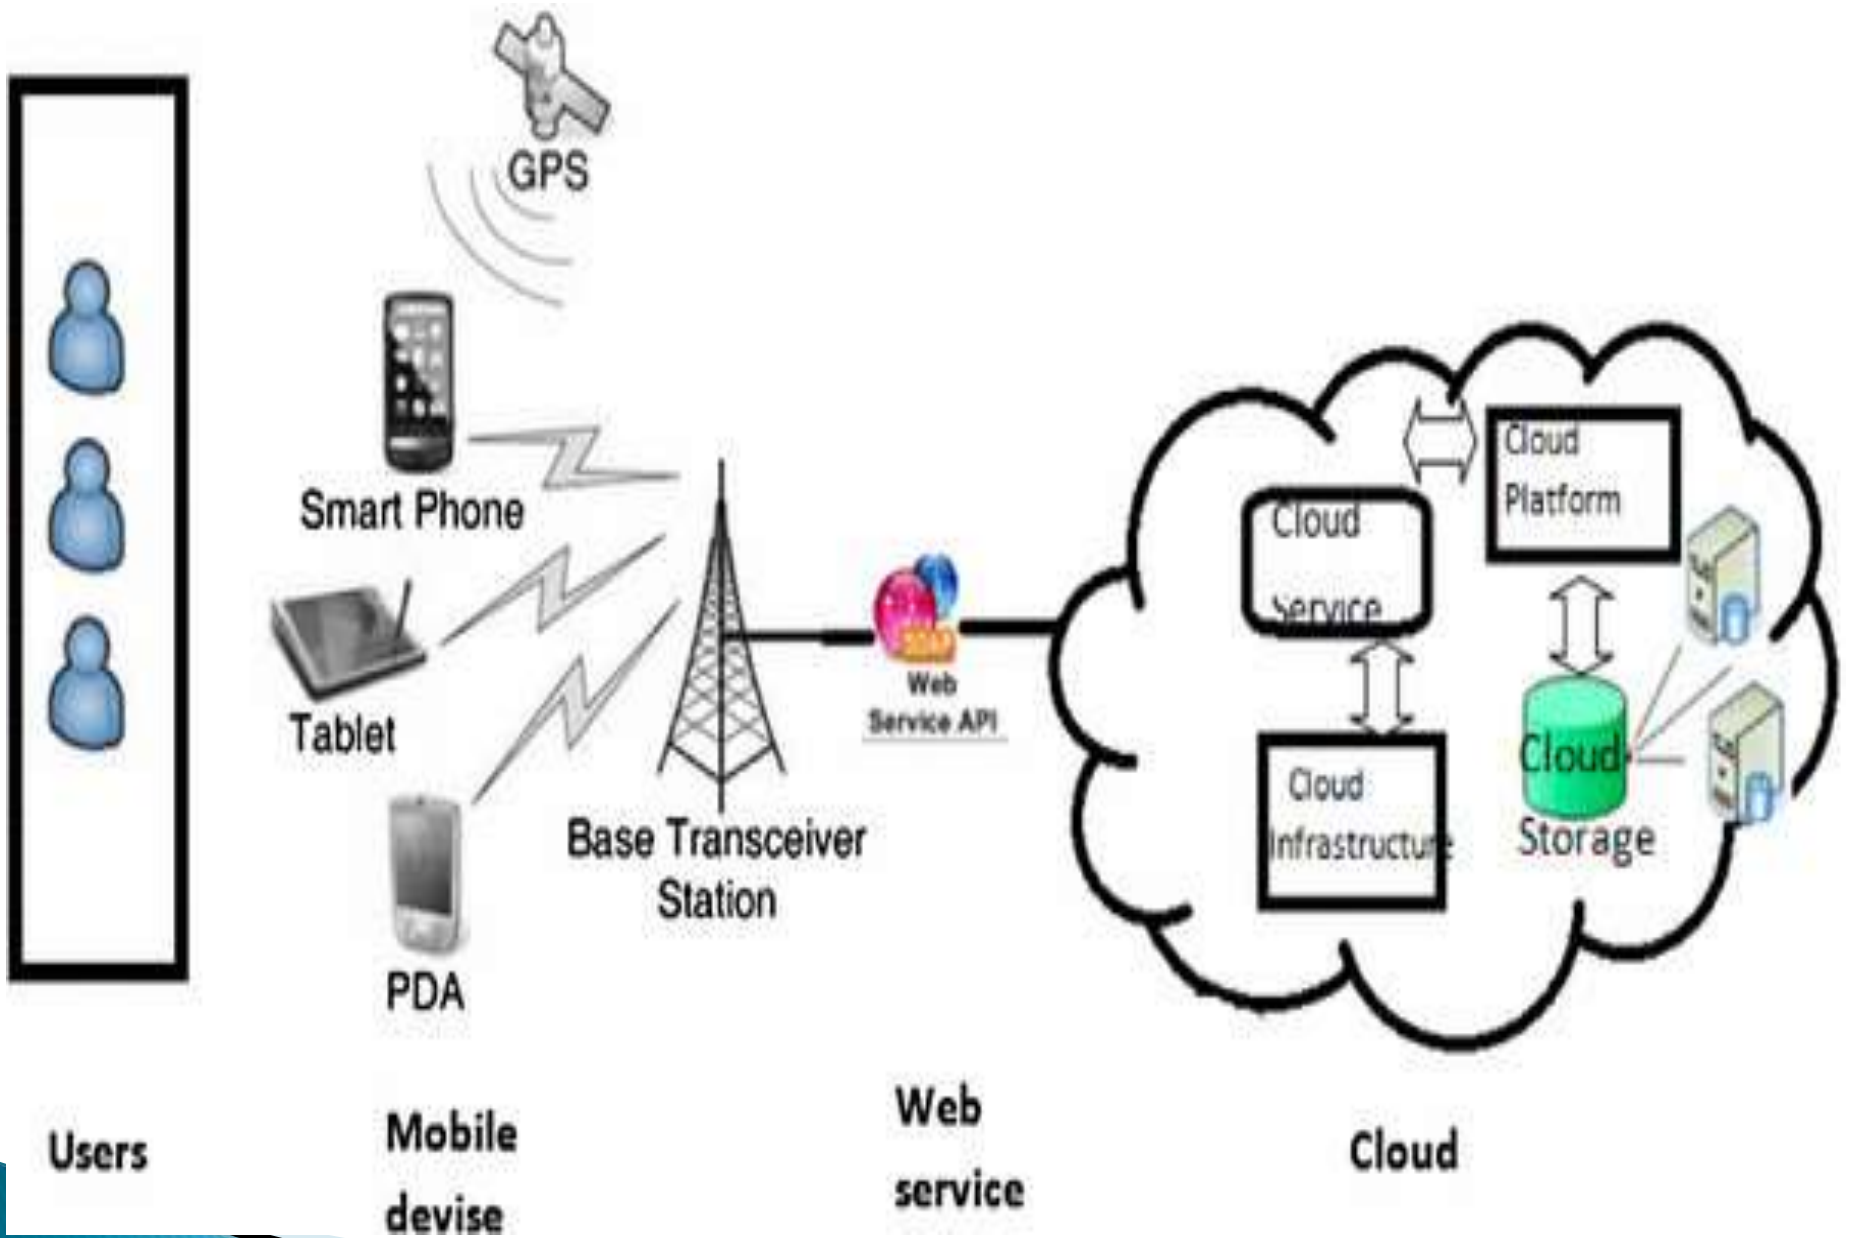 GPS
Smart Phone
Tablet
PDA
Base Transceiver
Station
SOAP
Web
Service API
Cloud
Service
Cloud
Platform
Cloud
Infrastructure
Cloud
Storage
Users
Mobile
devise
Web
service
Cloud